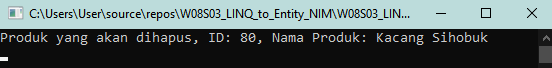 C:\Users\User\source\repos\W08S03_LINQ_to_Entity_NIM\W08S03_LIN...
Produk yang akan dihapus, ID: 80, Nama Produk: Kacang Sihobuk